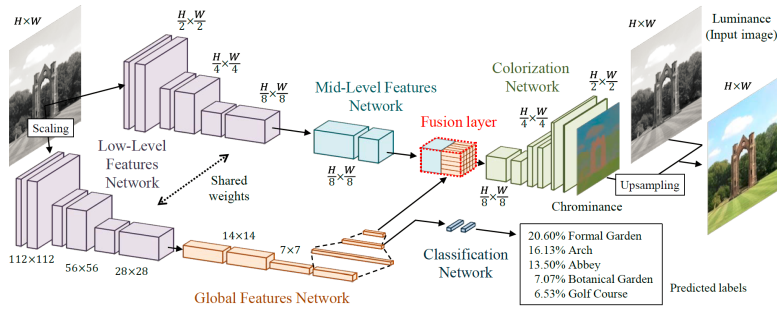 H×W
Scaling
H/2 × W/2
H/4 × W/4
H/8 × W/8
Low-Level
Features
Network
Shared
weights
112×112
56×56
28×28
14×14
7×7
Global Features Network
Mid-Level Features
Network
H/8 × W/8
Fusion layer
Colorization
Network
H/8 × W/8
H/4 × W/4
H/2 × W/2
Chrominance
Upsampling
H×W
Luminance
(Input image)
H×W
Classification
Network
20.60% Formal Garden
16.13% Arch
13.50% Abbey
7.07% Botanical Garden
6.53% Golf Course
Predicted labels